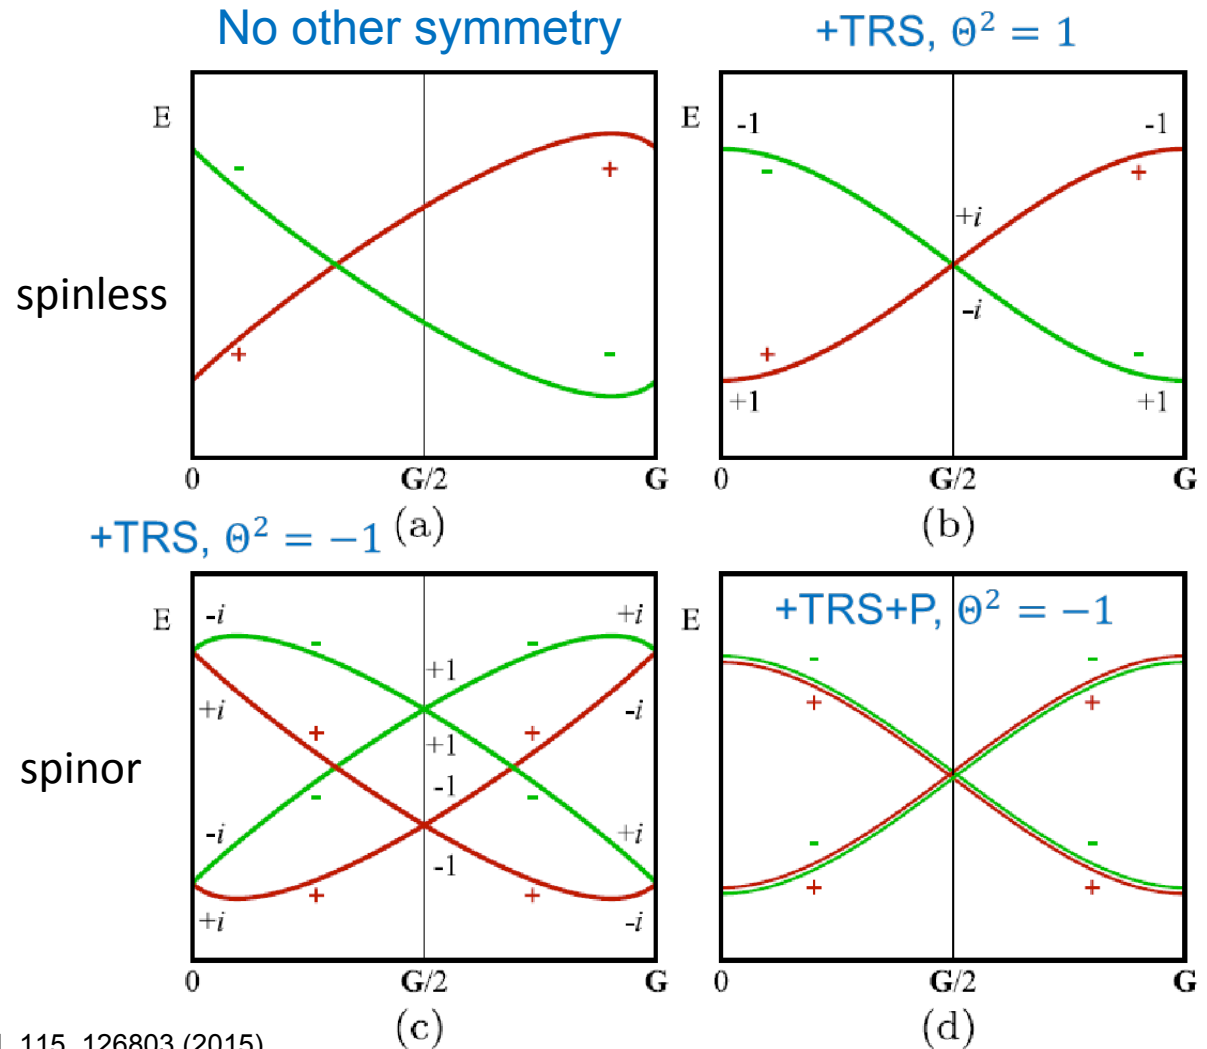 No other symmetry
+TRS, Θ² = 1
E
-
+
+
-
0
G/2
G
(a)
E
-1
-1
-
+
+i
-i
+
-
+1
+1
0
G/2
G
(b)
spinless
+TRS, Θ² = −1
E
-i
+i
-
-
+1
+i
-i
+
+
+1
-1
-
-
-i
+i
-1
+
+
+i
-i
0
G/2
G
(c)
spinor
E
+TRS+P, Θ² = −1
-
-
+
+
-
-
+
+
0
G/2
G
(d)
115, 126803 (2015)